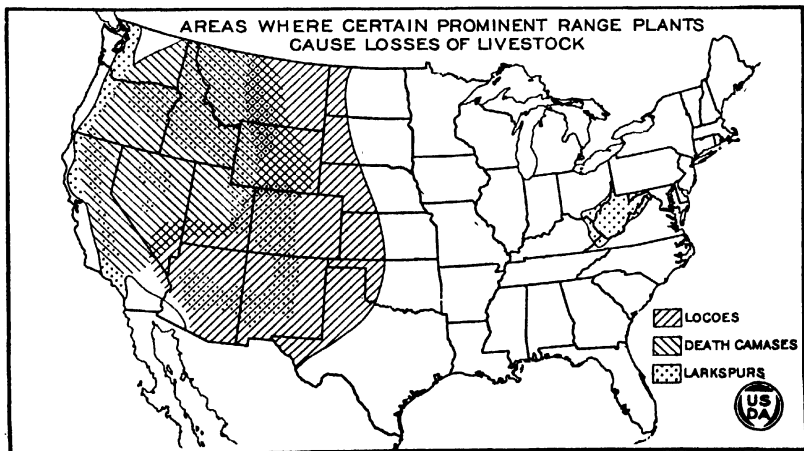 AREAS WHERE CERTAIN PROMINENT RANGE PLANTS
CAUSE LOSSES OF LIVESTOCK
LOCOES
DEATH CAMASES
LARKSPURS
US
DA